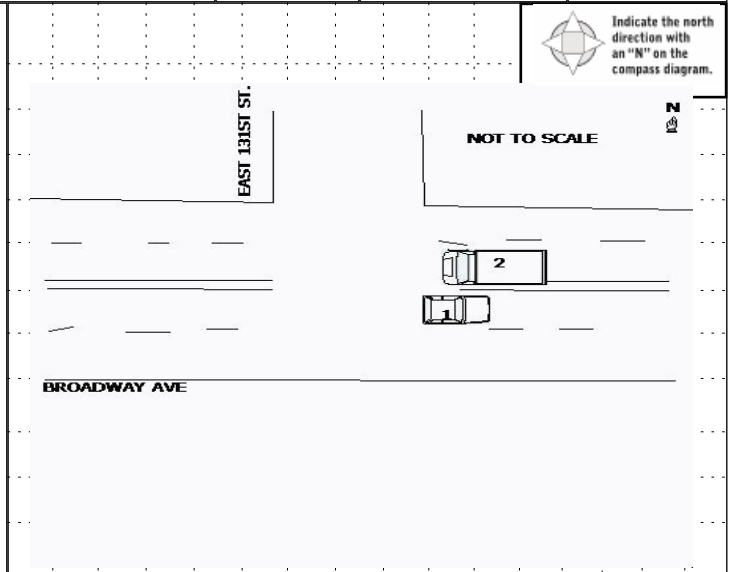 Indicate the north
direction with
an “N” on the
compass diagram.
N
EAST 131ST ST.
NOT TO SCALE
2
1
BROADWAY AVE